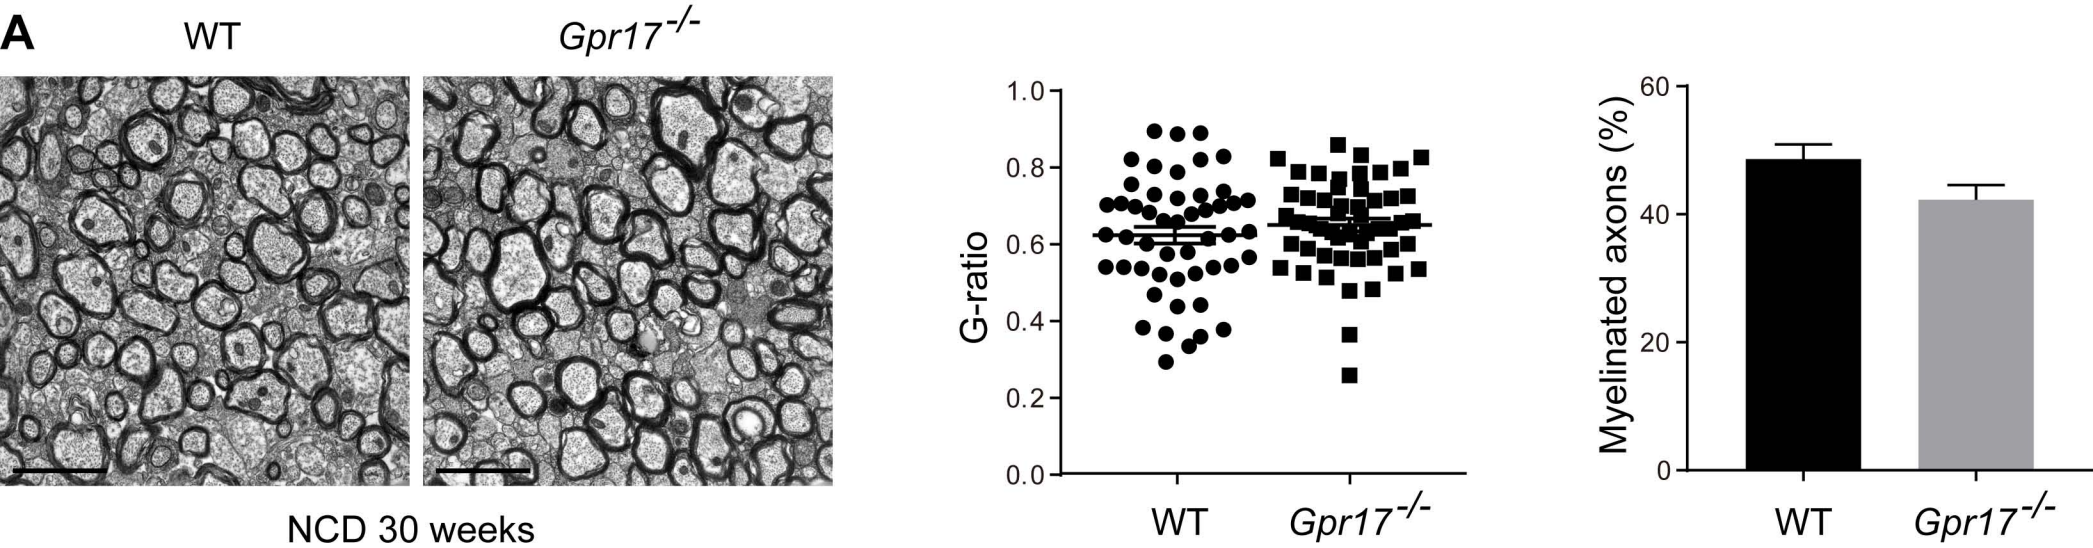 A
WT
Gpr17-/-
NCD 30 weeks
G-ratio
1.0
0.8
0.6
0.4
0.2
0.0
WT
Gpr17-/-
Myelinated axons (%)
60
40
20
0
WT
Gpr17-/-